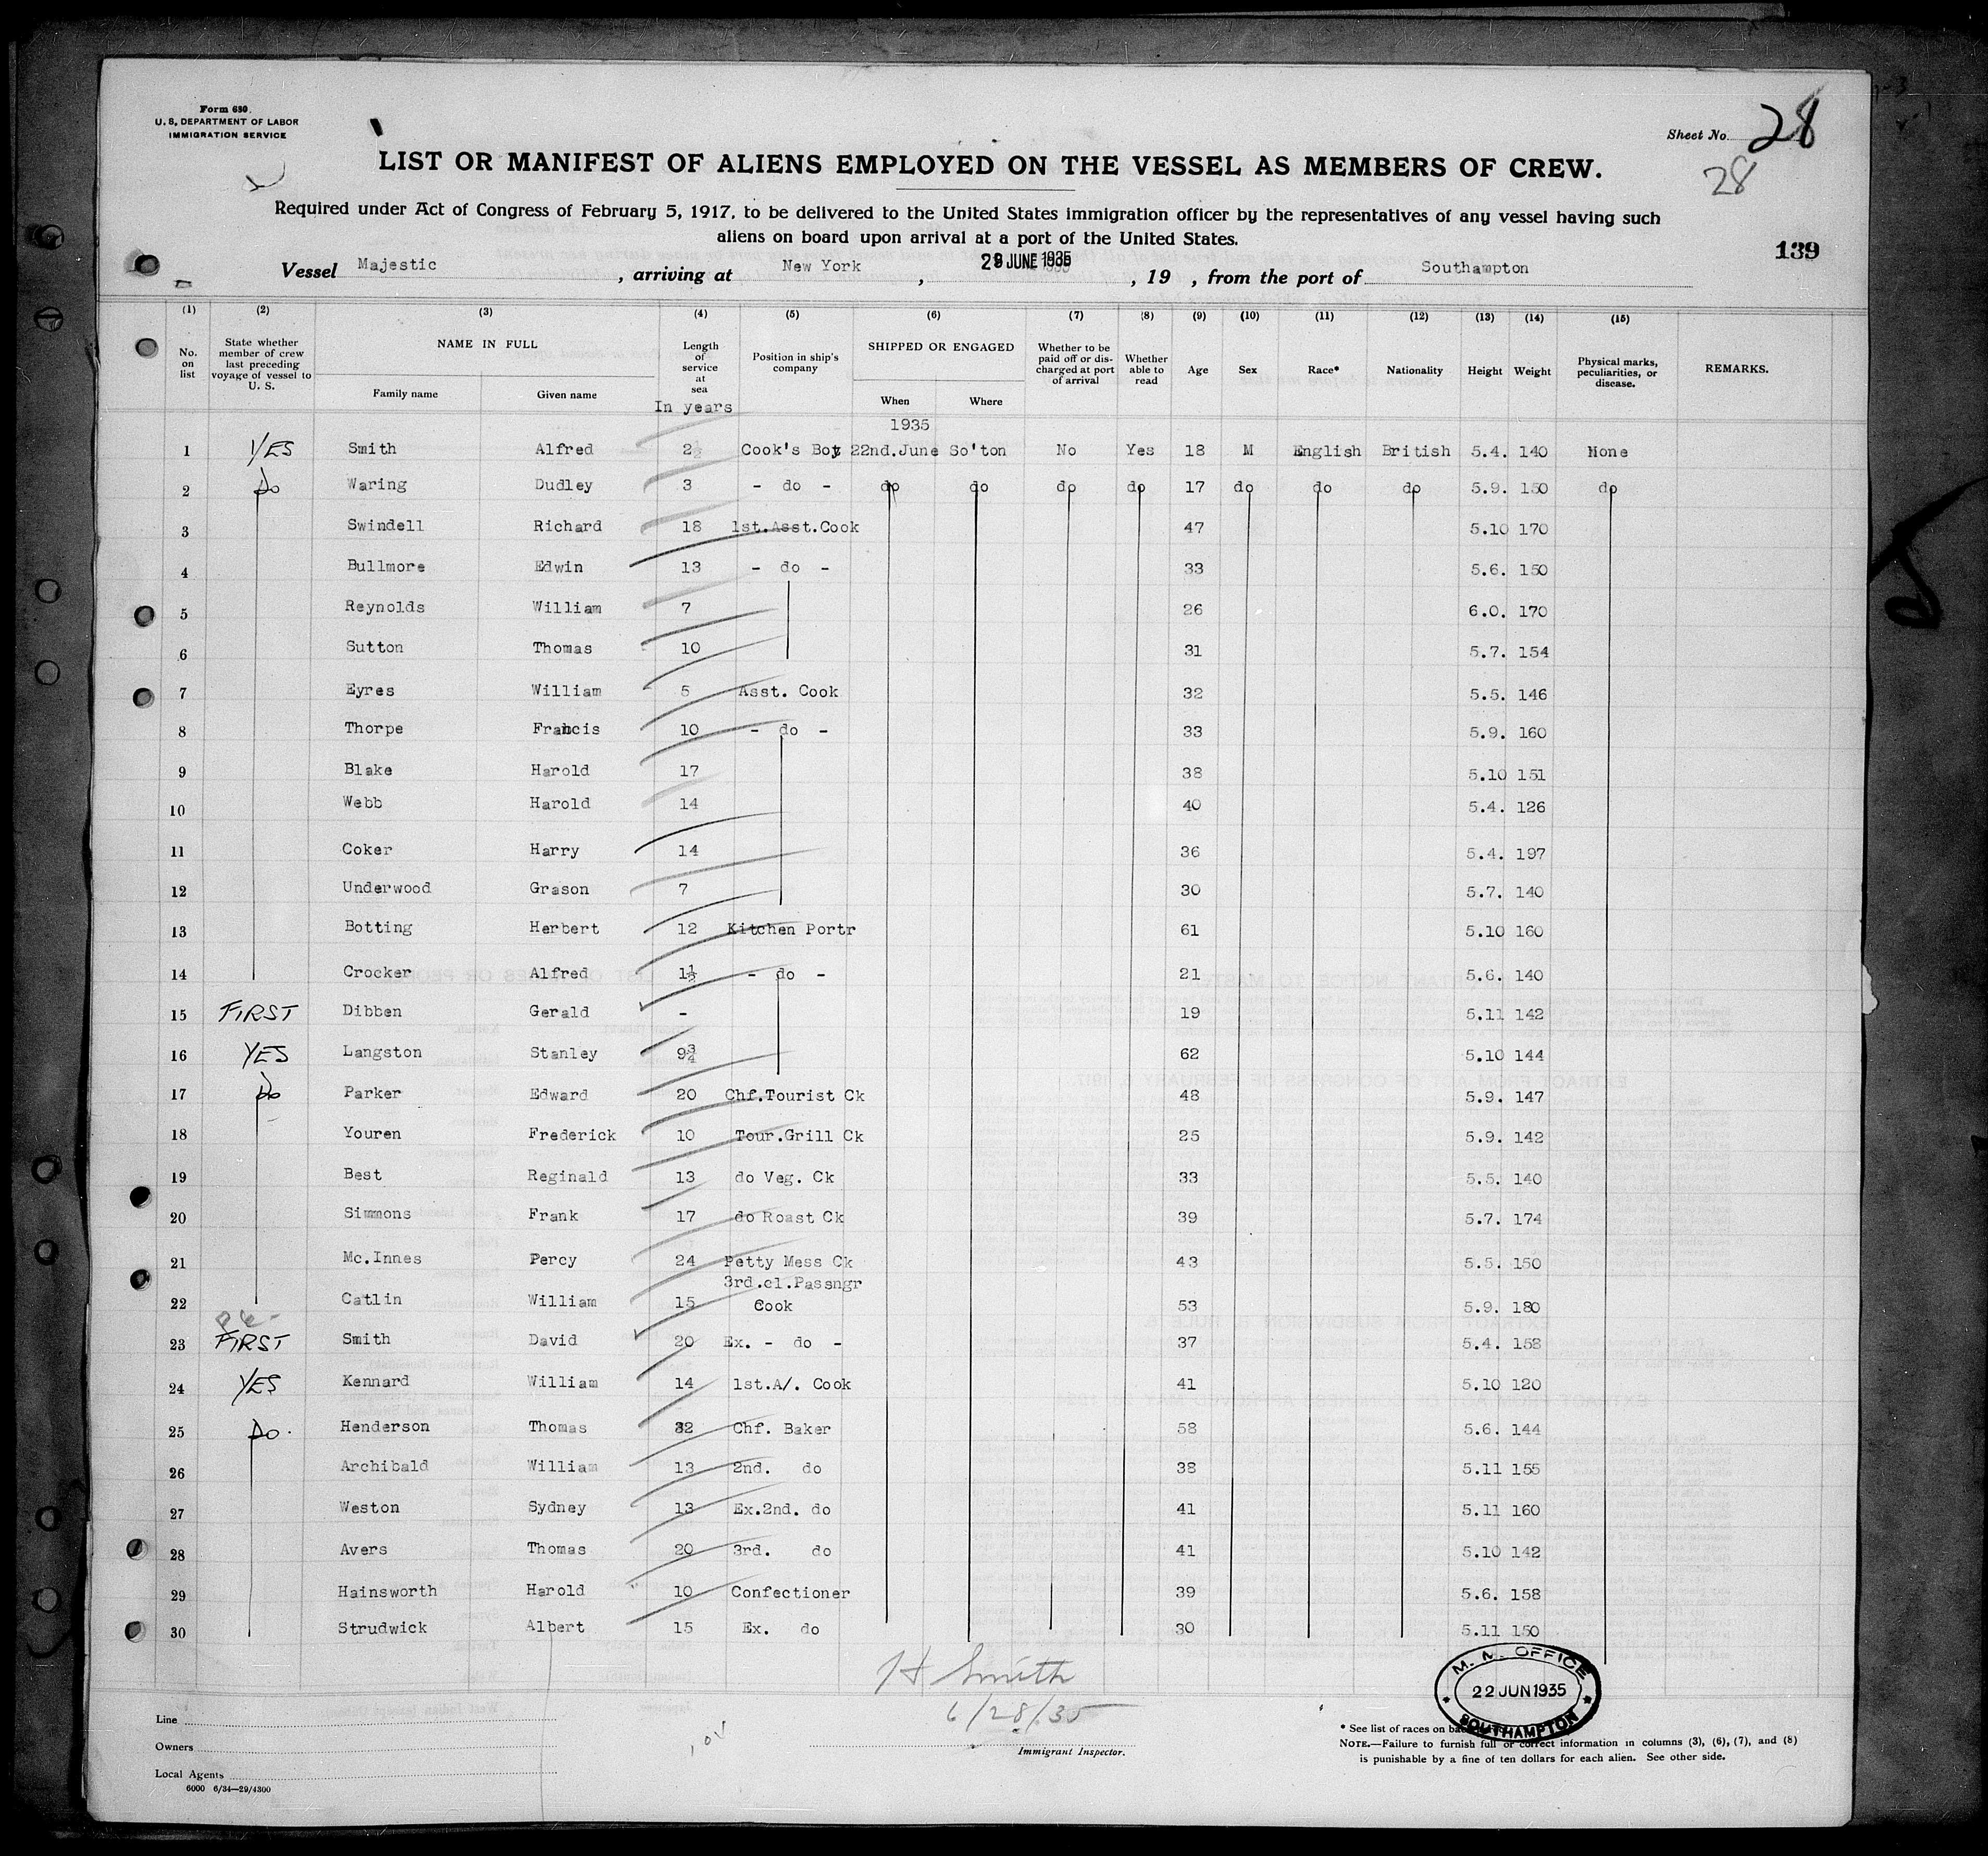 Form 630
U. S. DEPARTMENT OF LABOR
IMMIGRATION SERVICE
Sheet No. 28
28
LIST OR MANIFEST OF ALIENS EMPLOYED ON THE VESSEL AS MEMBERS OF CREW.
Required under Act of Congress of February 5, 1917, to be delivered to the United States immigration officer by the representatives of any vessel having such
aliens on board upon arrival at a port of the United States.
139
Vessel Majestic, arriving at New York, JUNE 1935, 19 , from the port of Southampton
(1) (2) (3) (4) (5) (6) (7) (8) (9) (10) (11) (12) (13) (14) (15)
No. on list State whether member of crew last preceding voyage of vessel to U. S. NAME IN FULL Family name Given name Length of service at sea In years Position in ship's company SHIPPED OR ENGAGED When Where Whether to be paid off or discharged at port of arrival Whether able to read Age Sex Race* Nationality Height Weight Physical marks, peculiarities, or disease. REMARKS.
1935
1 YES Smith Alfred 2 Cook's Boy 22nd.June So'ton No Yes 18 M English British 5.4. 140 None
2 Do Waring Dudley 3 - do - do do do do 17 do do do 5.9. 150 do
3 Swindell Richard 18 1st.Asst.Cook 47 5.10 170
4 Bullmore Edwin 13 - do - 33 5.6. 150
5 Reynolds William 7 26 6.0. 170
6 Sutton Thomas 10 31 5.7. 154
7 Eyres William 5 Asst. Cook 32 5.5. 146
8 Thorpe Francis 10 - do - 33 5.9. 160
9 Blake Harold 17 38 5.10 151
10 Webb Harold 14 40 5.4. 126
11 Coker Harry 14 36 5.4. 197
12 Underwood Grason 7 30 5.7. 140
13 Botting Herbert 12 Kitchen Portr 61 5.10 160
14 Crocker Alfred - do - 21 5.6. 140
15 FIRST Dibben Gerald - 19 5.11 142
16 YES Langston Stanley 9¾ 62 5.10 144
17 Do Parker Edward 20 Chf.Tourist Ck 48 5.9. 147
18 Youren Frederick 10 Tour.Grill Ck 25 5.9. 142
19 Best Reginald 13 do Veg. Ck 33 5.5. 140
20 Simmons Frank 17 do Roast Ck 39 5.7. 174
21 Mc.Innes Percy 24 Petty Mess Ck 43 5.5. 150
3rd.cl.Passngr
22 Catlin William 15 Cook 53 5.9. 180
23 FIRST Smith David 20 Ex. - do - 37 5.4. 158
24 YES Kennard William 14 1st.A/. Cook 41 5.10 120
25 Do. Henderson Thomas 32 Chf. Baker 58 5.6. 144
26 Archibald William 13 2nd. do 38 5.11 155
27 Weston Sydney 13 Ex.2nd. do 41 5.11 160
28 Avers Thomas 20 3rd. do 41 5.10 142
29 Hainsworth Harold 10 Confectioner 39 5.6. 158
30 Strudwick Albert 15 Ex. do 30 5.11 150
H Smith
6/28/35
Immigrant Inspector.
M. M. OFFICE
22 JUN 1935
SOUTHAMPTON
Line
Owners
Local Agents
6000 6/34—29/4300
* See list of races on
NOTE.—Failure to furnish full or correct information in columns (3), (6), (7), and (8)
is punishable by a fine of ten dollars for each alien. See other side.